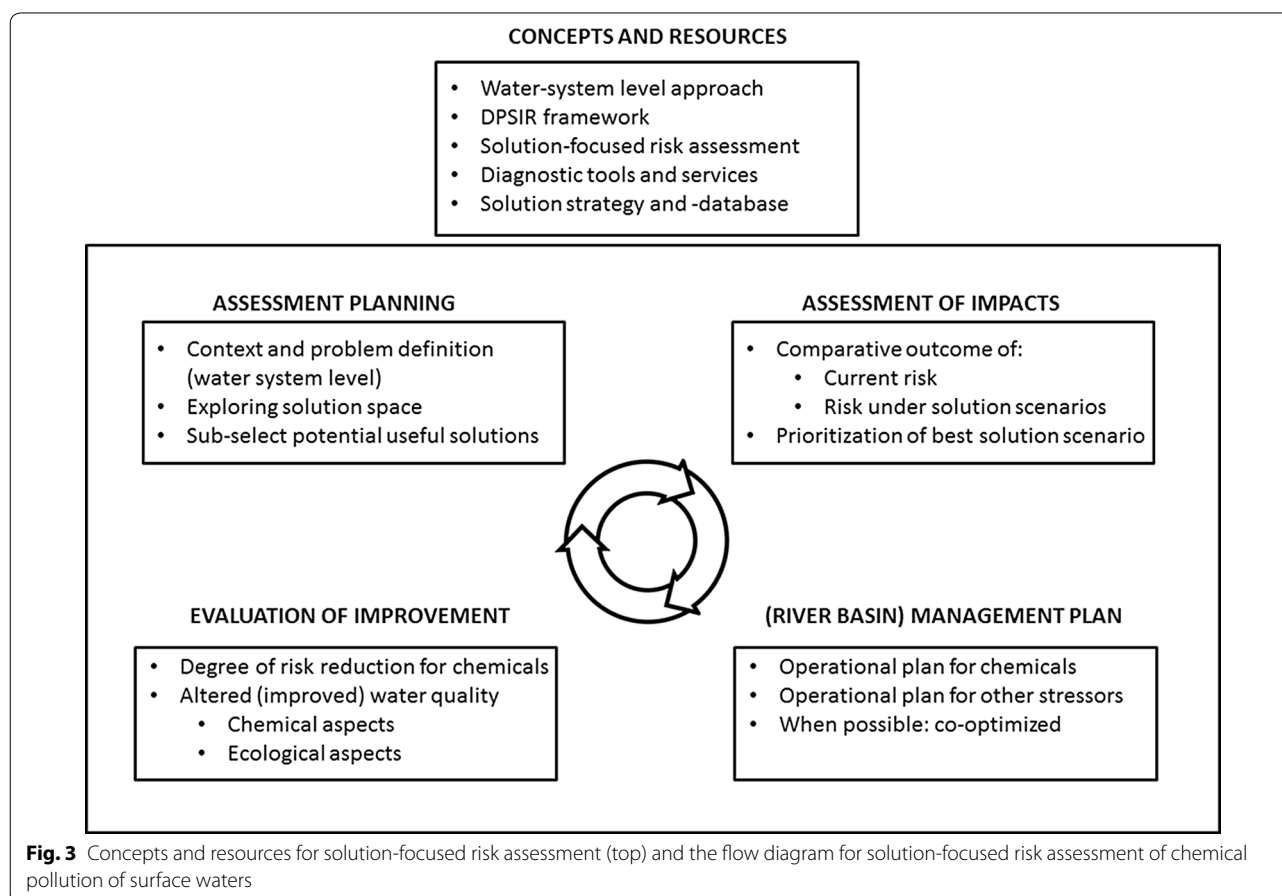 CONCEPTS AND RESOURCES
• Water-system level approach
• DPSIR framework
• Solution-focused risk assessment
• Diagnostic tools and services
• Solution strategy and -database
ASSESSMENT PLANNING
• Context and problem definition
(water system level)
• Exploring solution space
• Sub-select potential useful solutions
ASSESSMENT OF IMPACTS
• Comparative outcome of:
• Current risk
• Risk under solution scenarios
• Prioritization of best solution scenario
EVALUATION OF IMPROVEMENT
• Degree of risk reduction for chemicals
• Altered (improved) water quality
• Chemical aspects
• Ecological aspects
(RIVER BASIN) MANAGEMENT PLAN
• Operational plan for chemicals
• Operational plan for other stressors
• When possible: co-optimized
Fig. 3 Concepts and resources for solution-focused risk assessment (top) and the flow diagram for solution-focused risk assessment of chemical
pollution of surface waters